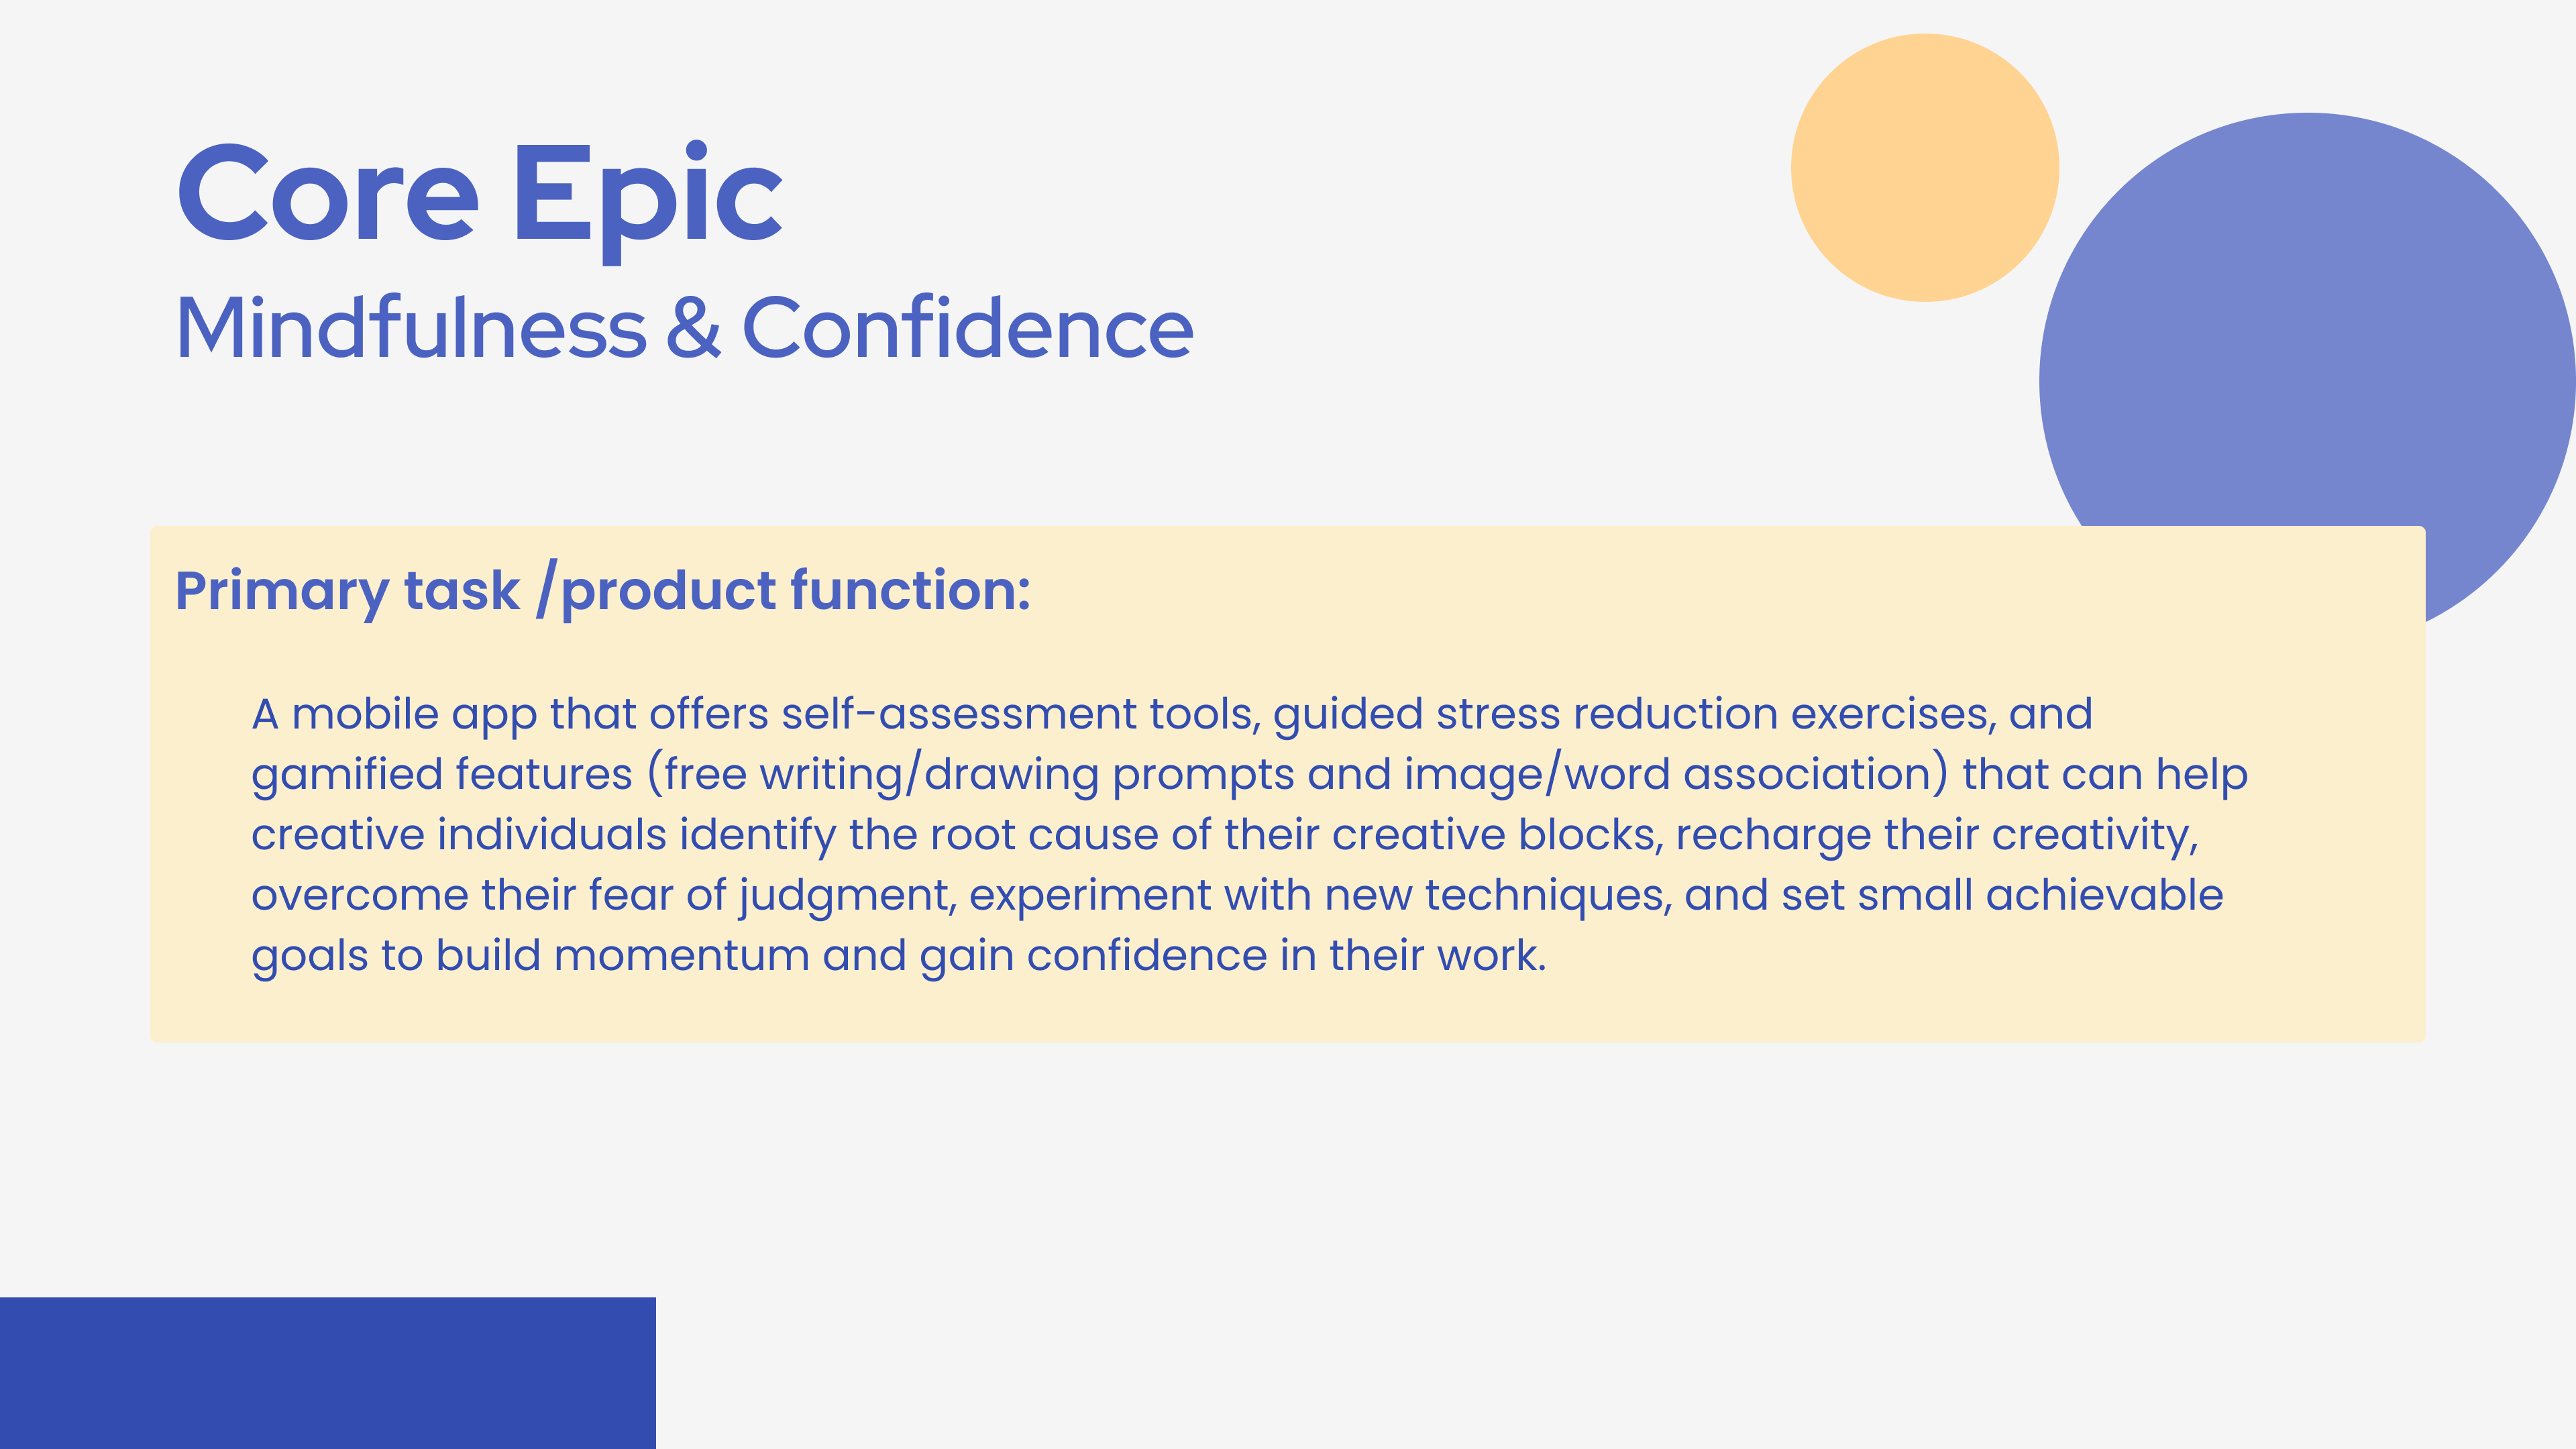 Core Epic
Mindfulness & Confidence
Primary task /product function:
A mobile app that offers self-assessment tools, guided stress reduction exercises, and
gamified features (free writing/drawing prompts and image/word association) that can help
creative individuals identify the root cause of their creative blocks, recharge their creativity,
overcome their fear of judgment, experiment with new techniques, and set small achievable
goals to build momentum and gain confidence in their work.